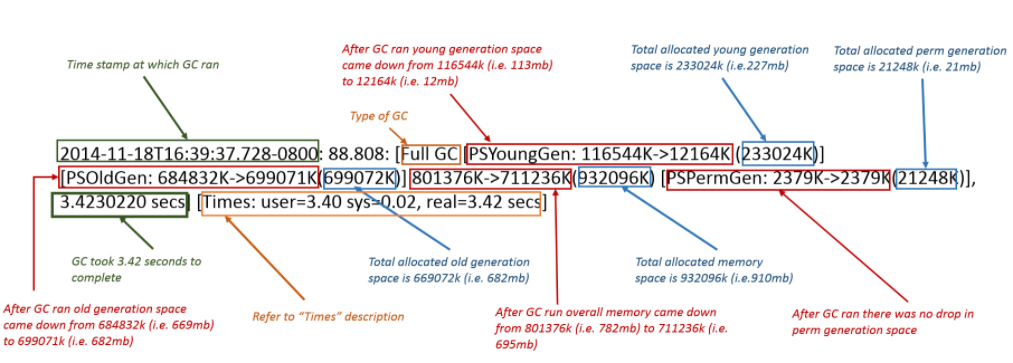 After GC ran young generation space
came down from 116544k (i.e. 113mb)
to 12164k (i.e. 12mb)
Total allocated young generation
space is 233024k (i.e.227mb)
Total allocated perm generation
space is 21248k (i.e. 21mb)
Time stamp at which GC ran
Type of GC
2014-11-18T16:39:37.728-0800: 88.808: [Full GC [PSYoungGen: 116544K->12164K (233024K)]
[PSOldGen: 684832K->699071K(699072K)] 801376K->711236K(932096K) [PSPermGen: 2379K->2379K(21248K)],
3.4230220 secs] [Times: user=3.40 sys=0.02, real=3.42 secs]
GC took 3.42 seconds to
complete
Total allocated old generation
space is 669072k (i.e. 682mb)
Total allocated memory
space is 932096k (i.e.910mb)
After GC ran old generation space
came down from 684832k (i.e. 669mb)
to 699071k (i.e. 682mb)
Refer to “Times” description
After GC run overall memory came down
from 801376k (i.e. 782mb) to 711236k (i.e.
695mb)
After GC ran there was no drop in
perm generation space